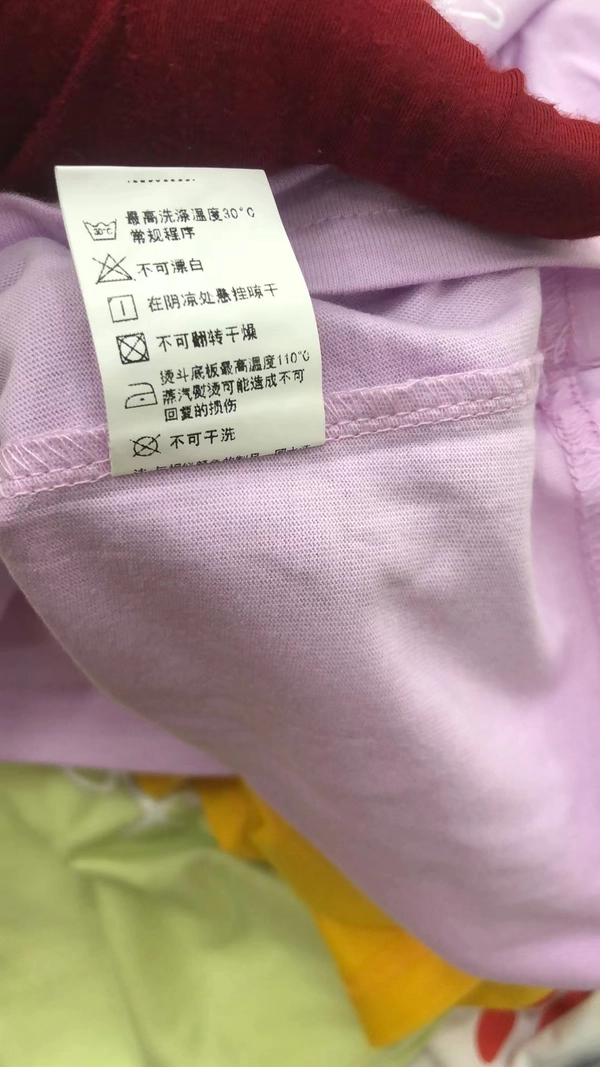 30°C
最高洗涤温度30°C
常规程序
不可漂白
在阴凉处悬挂晾干
不可翻转干燥
烫斗底板最高温度110°C
蒸汽熨烫可能造成不可
回复的损伤
不可干洗